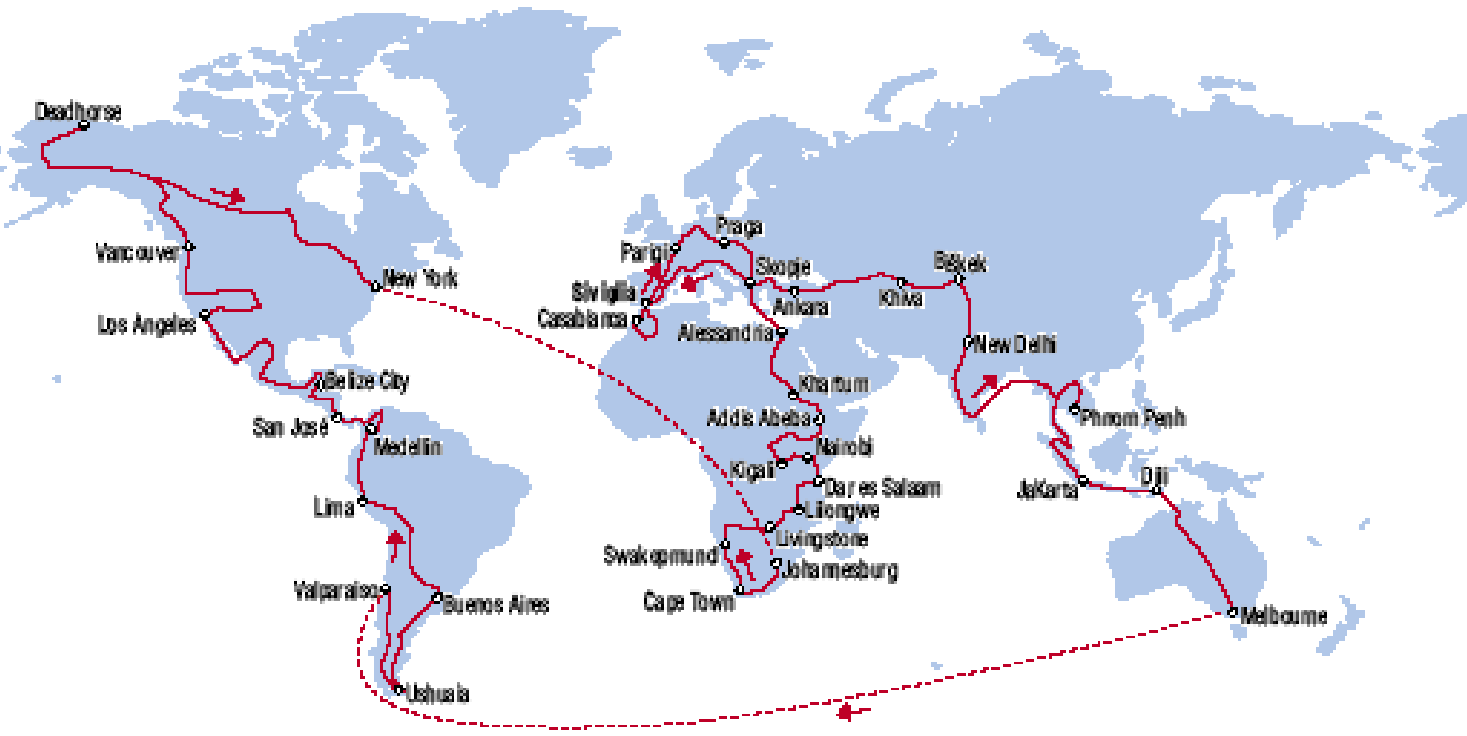 Deadhorse
Vancouver
New York
Los Angeles
Belize City
San José
Medellin
Lima
Valparaiso
Buenos Aires
Ushuaia
Parigi
Praga
Siviglia
Casablanca
Skopje
Ankara
Khiva
Alessandria
New Delhi
Khartum
Addis Abeba
Nairobi
Kigali
Dar es Salaam
Lilongwe
Livingstone
Swakopmund
Johannesburg
Cape Town
Phnom Penh
JaKarta
Melbourne